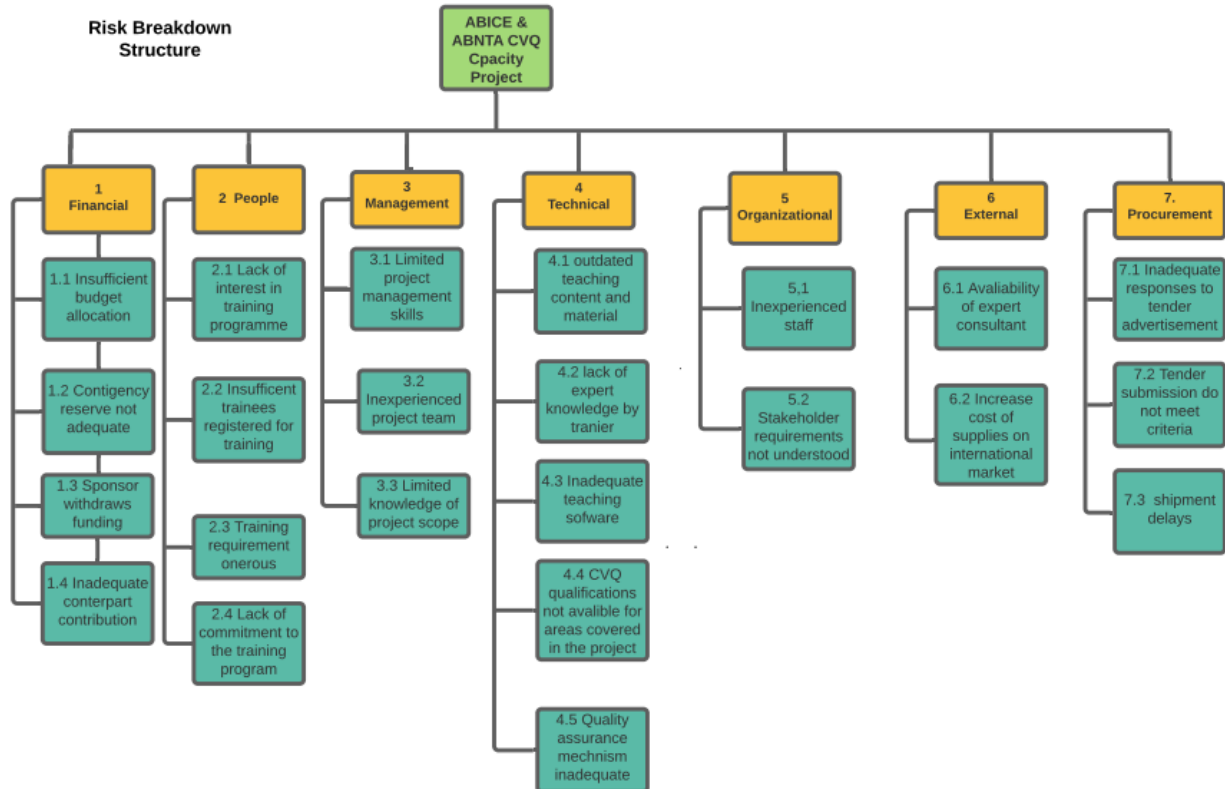 Risk Breakdown
Structure
ABICE &
ABNTA CVQ
Cpacity
Project
1
Financial
1.1 Insufficient
budget
allocation
1.2 Contigency
reserve not
adequate
1.3 Sponsor
withdraws
funding
1.4 Inadequate
conterpart
contribution
2 People
2.1 Lack of
interest in
training
programme
2.2 Insufficent
trainees
registered for
training
2.3 Training
requirement
onerous
2.4 Lack of
commitment to
the training
program
3
Management
3.1 Limited
project
management
skills
3.2
Inexperienced
project team
3.3 Limited
knowledge of
project scope
4
Technical
4.1 outdated
teaching
content and
material
4.2 lack of
expert
knowledge by
tranier
4.3 Inadequate
teaching
sofware
4.4 CVQ
qualifications
not avalible for
areas covered
in the project
4.5 Quality
assurance
mechnism
inadequate
5
Organizational
5,1
Inexperienced
staff
5.2
Stakeholder
requirements
not understood
6
External
6.1 Avaliability
of expert
consultant
6.2 Increase
cost of
supplies on
international
market
7.
Procurement
7.1 Inadequate
responses to
tender
advertisement
7.2 Tender
submission do
not meet
criteria
7.3 shipment
delays